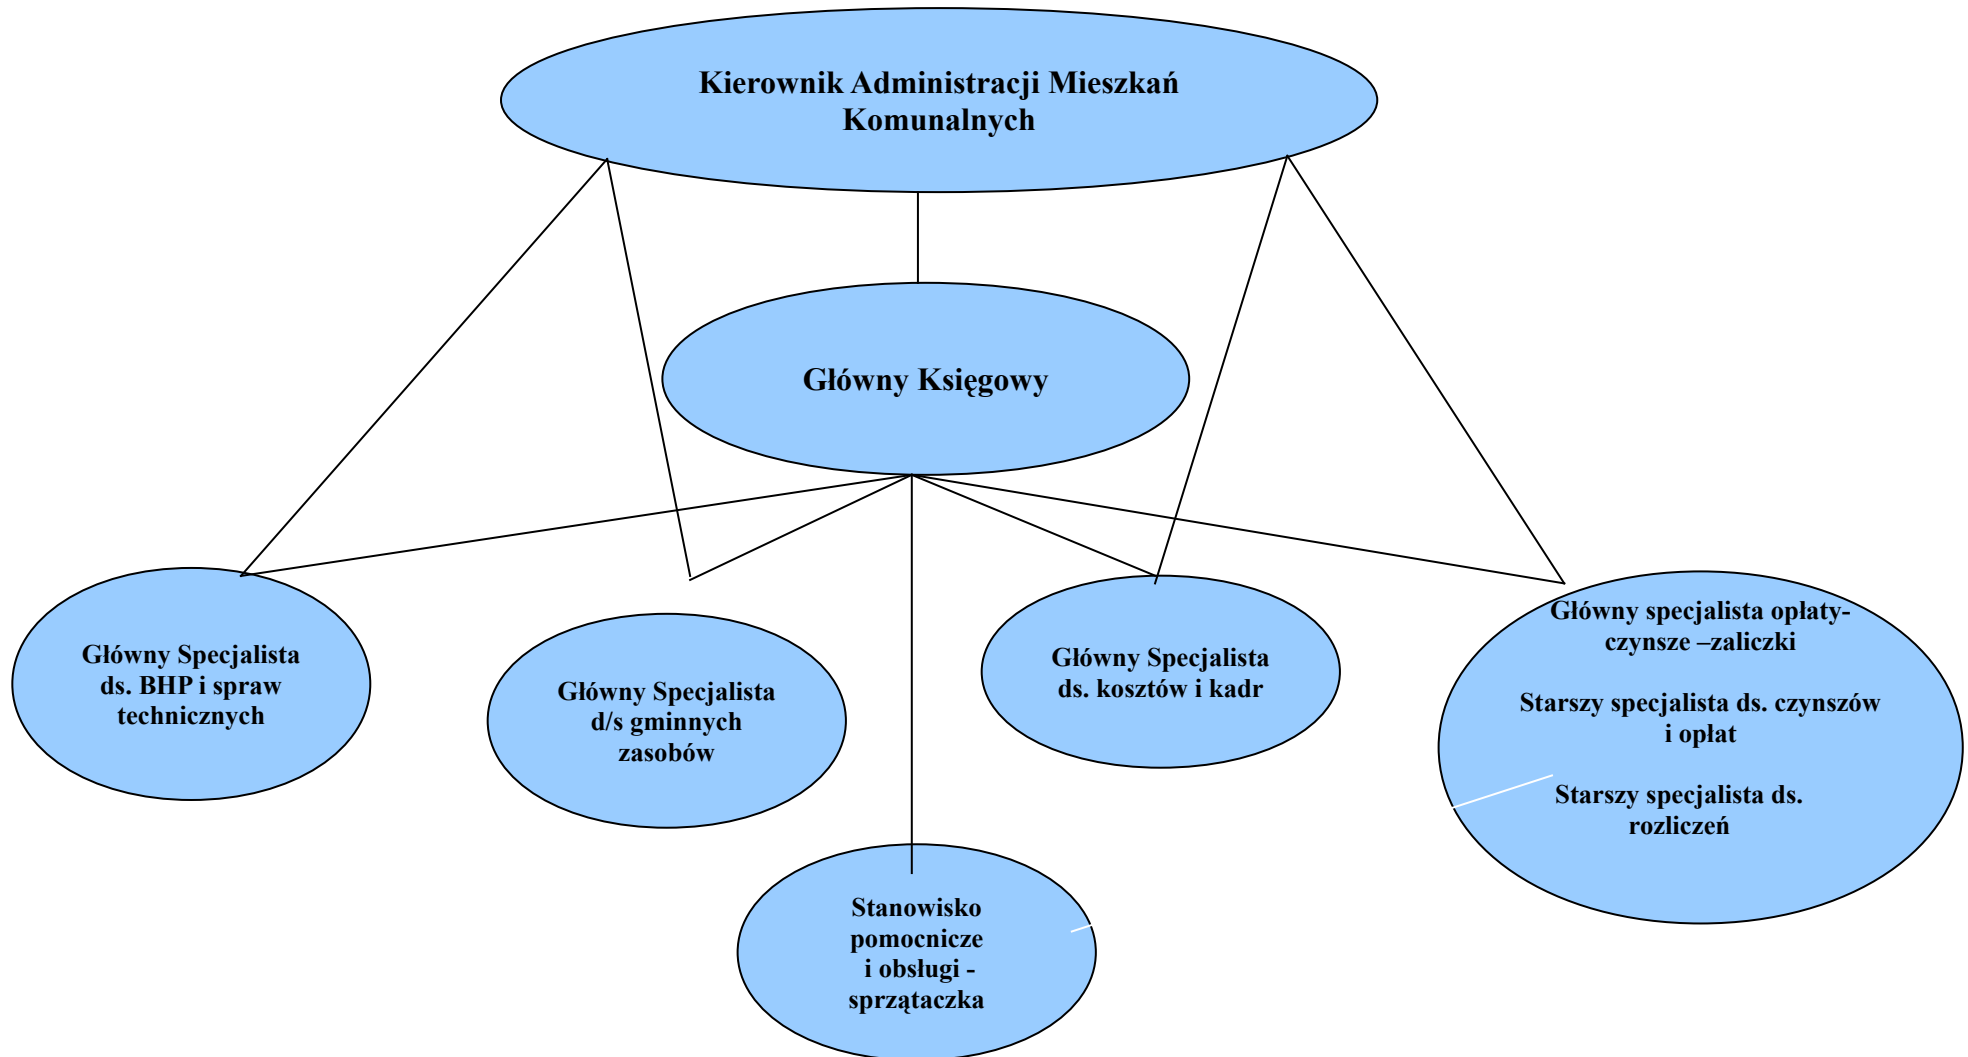 Kierownik Administracji Mieszkań
Komunalnych
Główny Księgowy
Główny Specjalista
ds. BHP i spraw
technicznych
Główny Specjalista
d/s gminnych
zasobów
Główny Specjalista
ds. kosztów i kadr
Główny specjalista opłaty-
czynsze –zaliczki
Starszy specjalista ds. czynszów
i opłat
Starszy specjalista ds.
rozliczeń
Stanowisko
pomocnicze
i obsługi -
sprzątaczka